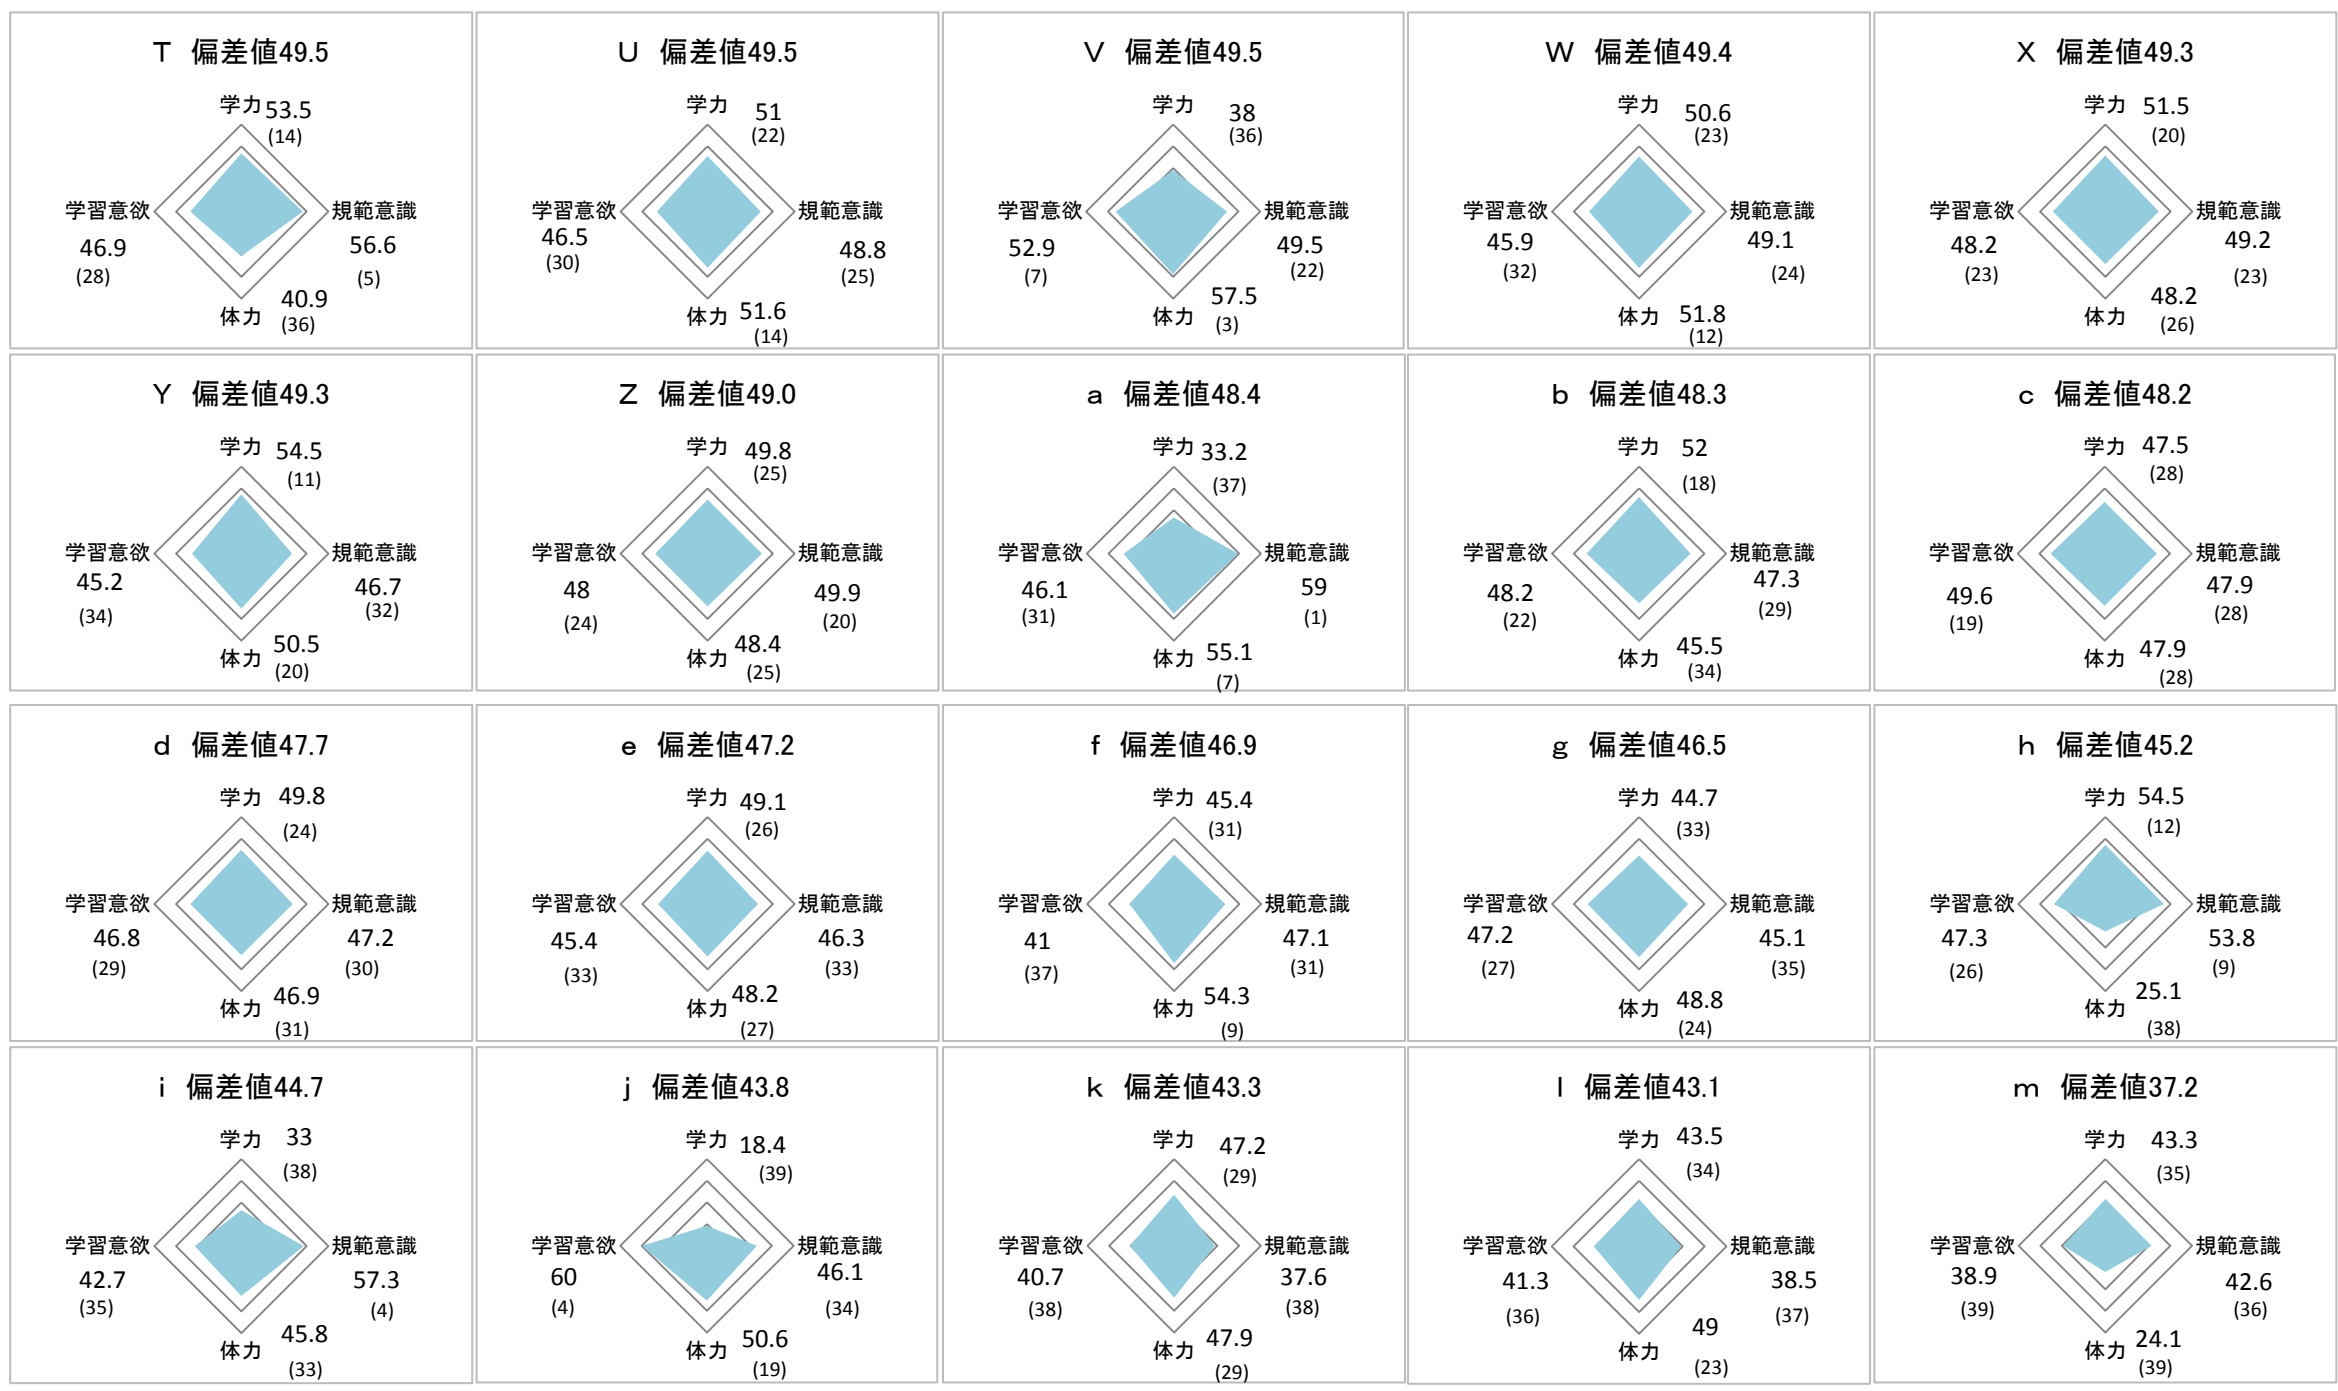 T 偏差値49.5
学力 53.5
(14)
学習意欲 規範意識
46.9 56.6
(28) (5)
体力 40.9
(36)
U 偏差値49.5
学力 51
(22)
学習意欲 規範意識
46.5 48.8
(30) (25)
体力 51.6
(14)
V 偏差値49.5
学力 38
(36)
学習意欲 規範意識
52.9 49.5
(7) (22)
体力 57.5
(3)
W 偏差値49.4
学力 50.6
(23)
学習意欲 規範意識
45.9 49.1
(32) (24)
体力 51.8
(12)
X 偏差値49.3
学力 51.5
(20)
学習意欲 規範意識
48.2 49.2
(23) (23)
体力 48.2
(26)
Y 偏差値49.3
学力 54.5
(11)
学習意欲 規範意識
45.2 46.7
(34) (32)
体力 50.5
(20)
Z 偏差値49.0
学力 49.8
(25)
学習意欲 規範意識
48 49.9
(24) (20)
体力 48.4
(25)
a 偏差値48.4
学力 33.2
(37)
学習意欲 規範意識
46.1 59
(31) (1)
体力 55.1
(7)
b 偏差値48.3
学力 52
(18)
学習意欲 規範意識
48.2 47.3
(22) (29)
体力 45.5
(34)
c 偏差値48.2
学力 47.5
(28)
学習意欲 規範意識
49.6 47.9
(19) (28)
体力 47.9
(28)
d 偏差値47.7
学力 49.8
(24)
学習意欲 規範意識
46.8 47.2
(29) (30)
体力 46.9
(31)
e 偏差値47.2
学力 49.1
(26)
学習意欲 規範意識
45.4 46.3
(33) (33)
体力 48.2
(27)
f 偏差値46.9
学力 45.4
(31)
学習意欲 規範意識
41 47.1
(37) (31)
体力 54.3
(9)
g 偏差値46.5
学力 44.7
(33)
学習意欲 規範意識
47.2 45.1
(27) (35)
体力 48.8
(24)
h 偏差値45.2
学力 54.5
(12)
学習意欲 規範意識
47.3 53.8
(26) (9)
体力 25.1
(38)
i 偏差値44.7
学力 33
(38)
学習意欲 規範意識
42.7 57.3
(35) (4)
体力 45.8
(33)
j 偏差値43.8
学力 18.4
(39)
学習意欲 規範意識
60 46.1
(4) (34)
体力 50.6
(19)
k 偏差値43.3
学力 47.2
(29)
学習意欲 規範意識
40.7 37.6
(38) (38)
体力 47.9
(29)
l 偏差値43.1
学力 43.5
(34)
学習意欲 規範意識
41.3 38.5
(36) (37)
体力 49
(23)
m 偏差値37.2
学力 43.3
(35)
学習意欲 規範意識
38.9 42.6
(39) (36)
体力 24.1
(39)